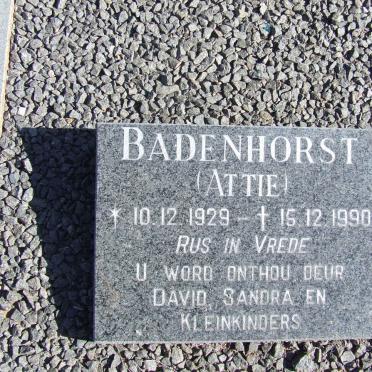 BADENHORST
(ATTIE)
* 10.12.1929 - † 15.12.1990
RUS IN VREDE
U WORD ONTHOU DEUR
DAVID, SANDRA EN
KLEINKINDERS